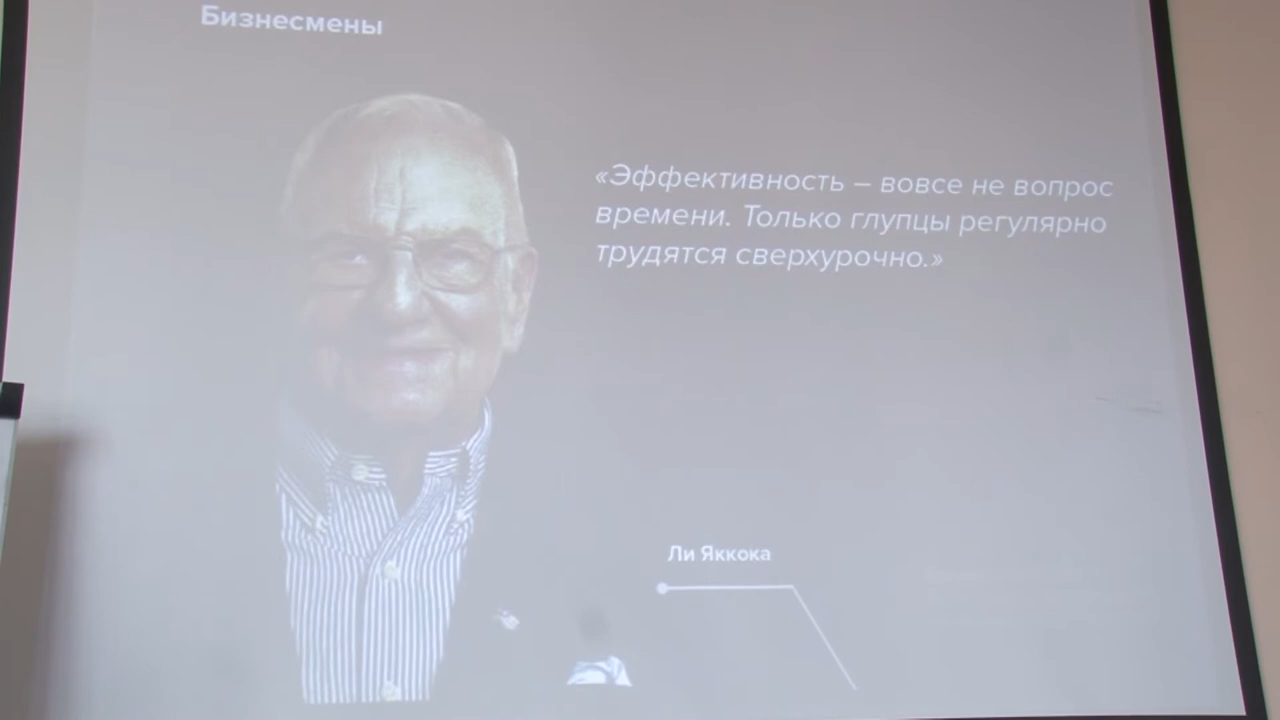 Бизнесмены
«Эффективность – вовсе не вопрос
времени. Только глупцы регулярно
трудятся сверхурочно.»
Ли Яккока